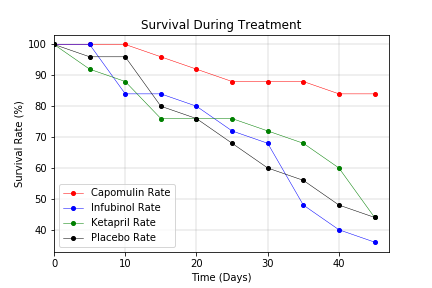 Survival During Treatment
100
90
80
70
60
50
40
Survival Rate (%)
Capomulin Rate
Infubinol Rate
Ketapril Rate
Placebo Rate
0 10 20 30 40
Time (Days)